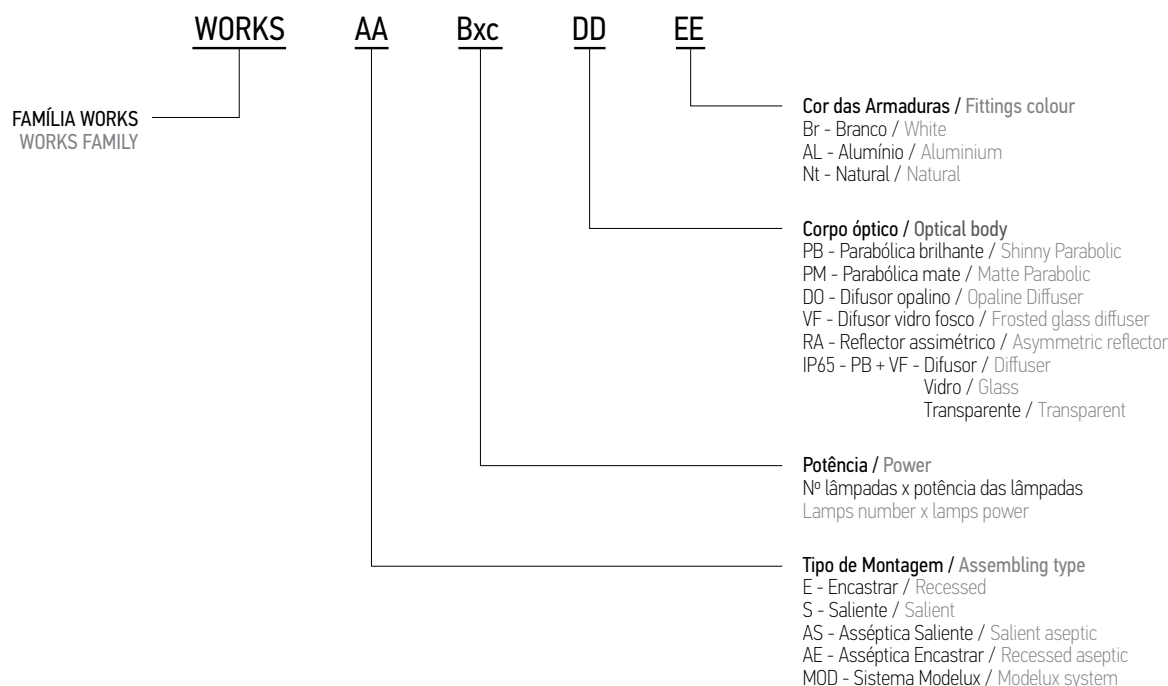 WORKS AA Bxc DD EE
FAMÍLIA WORKS
WORKS FAMILY
Cor das Armaduras / Fittings colour
Br - Branco / White
AL - Alumínio / Aluminium
Nt - Natural / Natural
Corpo óptico / Optical body
PB - Parabólica brilhante / Shinny Parabolic
PM - Parabólica mate / Matte Parabolic
DO - Difusor opalino / Opaline Diffuser
VF - Difusor vidro fosco / Frosted glass diffuser
RA - Reflector assimétrico / Asymmetric reflector
IP65 - PB + VF - Difusor / Diffuser
Vidro / Glass
Transparente / Transparent
Potência / Power
Nº lâmpadas x potência das lâmpadas
Lamps number x lamps power
Tipo de Montagem / Assembling type
E - Encastrar / Recessed
S - Saliente / Salient
AS - Asséptica Saliente / Salient aseptic
AE - Asséptica Encastrar / Recessed aseptic
MOD - Sistema Modelux / Modelux system